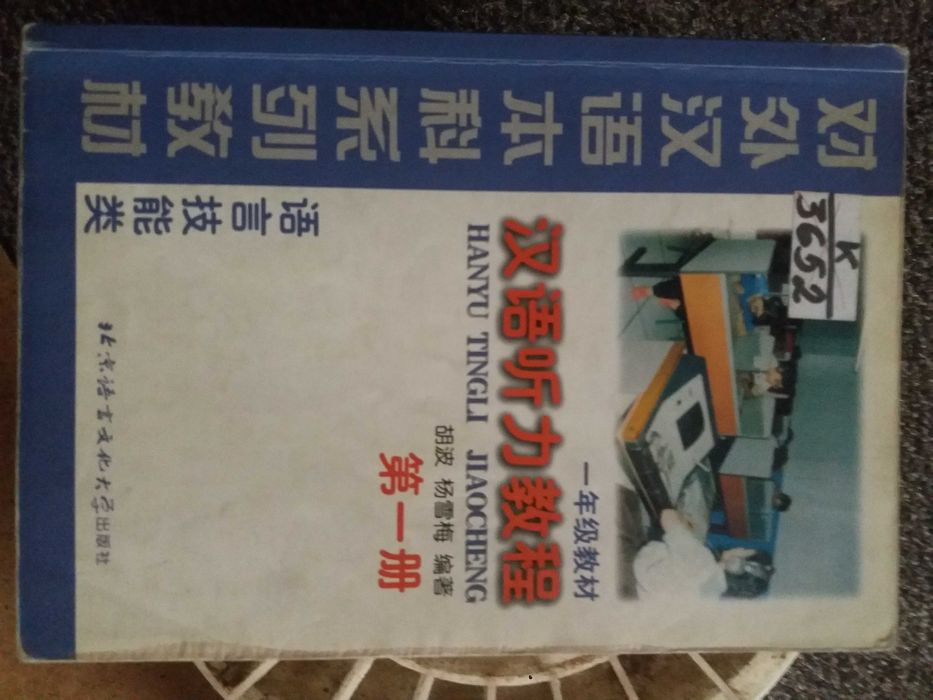 对外汉语本科系列教材
语言技能类
K
3652
一年级教材
汉语听力教程
HANYU TINGLI JIAOCHENG
胡波 杨雪梅 编著
第一册
北京语言文化大学出版社